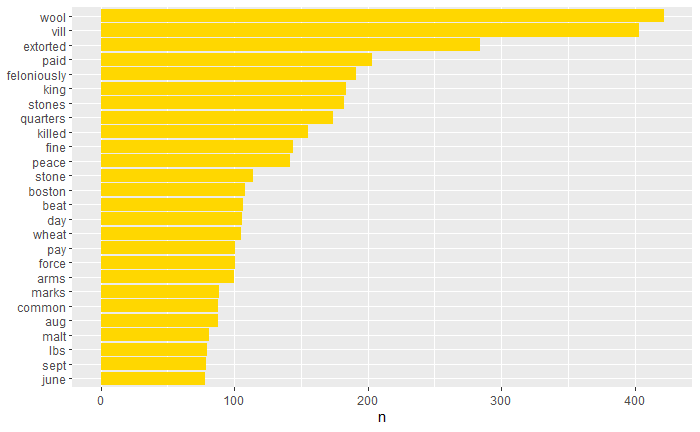 wool
vill
extorted
paid
feloniously
king
stones
quarters
killed
fine
peace
stone
boston
beat
day
wheat
pay
force
arms
marks
common
aug
malt
lbs
sept
june
0 100 200 300 400
n